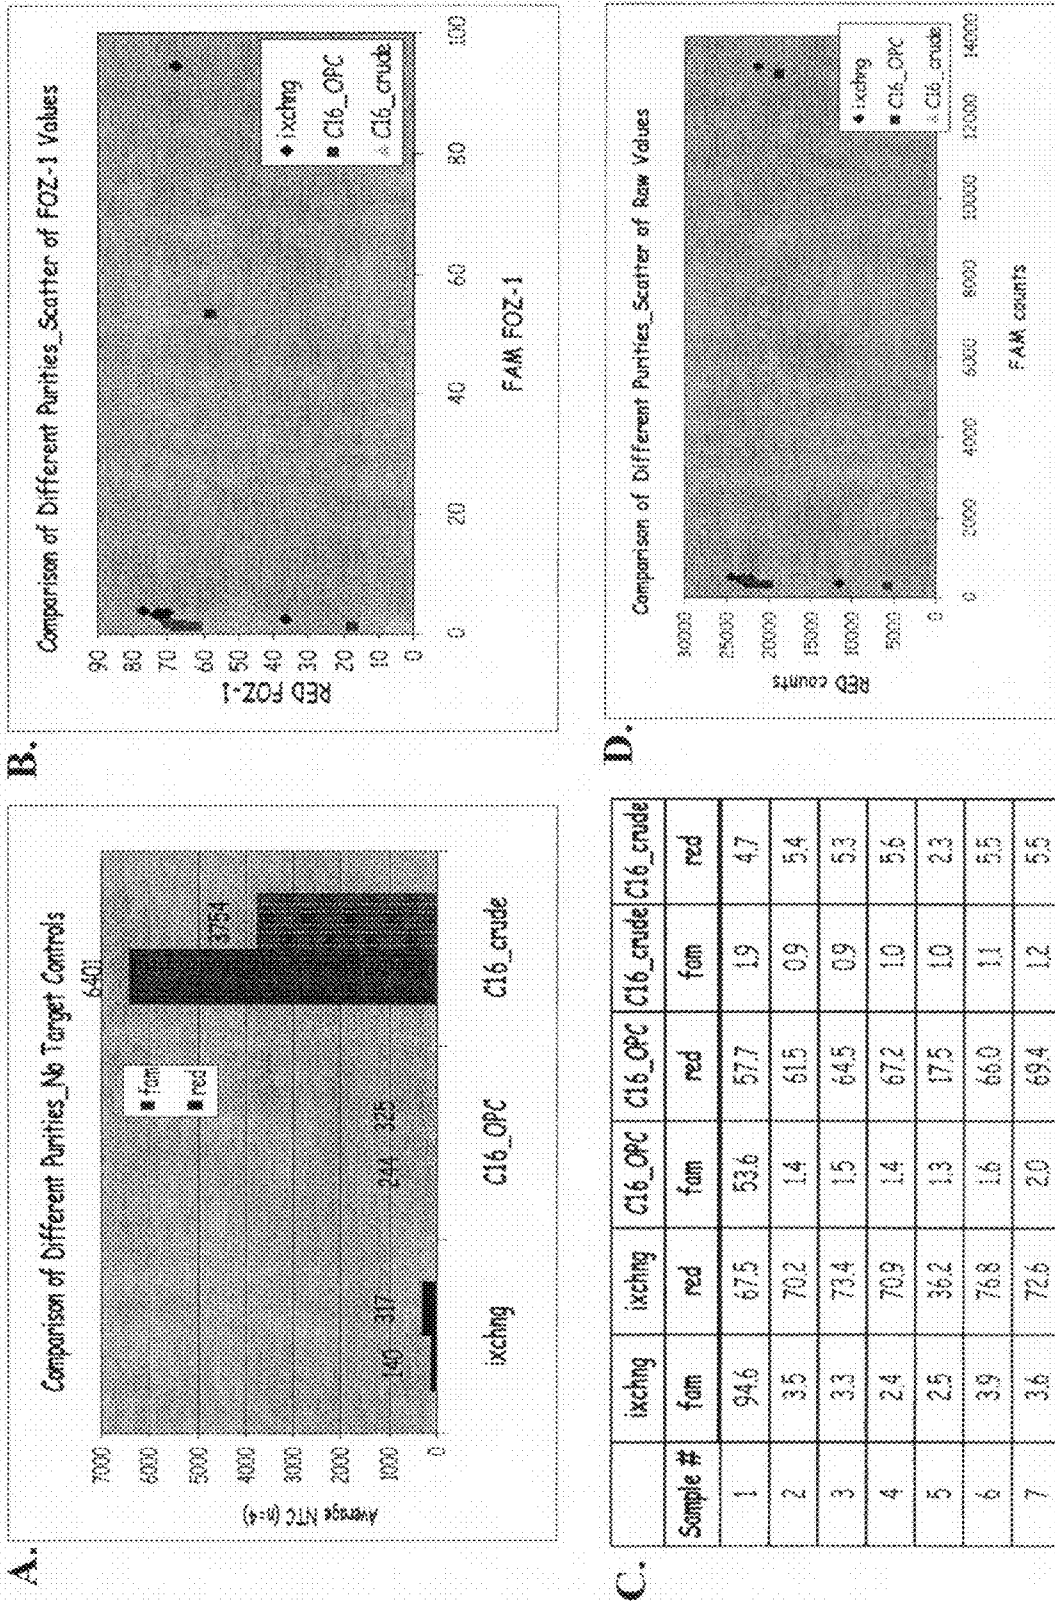 A.
Comparison of Different Purities_No Target Controls
7000
6000
5000
4000
3000
2000
1000
0
Average NTC (n=4)
6401
3754
fam
red
140 317
244 325
ixchng
C16_OPC
C16_crude
B.
Comparison of Different Purities_Scatter of FOZ-1 Values
90
80
70
60
50
40
30
20
10
0
RED FOZ-1
ixchng
C16_OPC
C16_crude
0 20 40 60 80 100
FAM FOZ-1
C.
ixchng ixchng C16_OPC C16_OPC C16_crude C16_crude
Sample # fam red fam red fam red
1 94.6 67.5 53.6 57.7 1.9 4.7
2 3.5 70.2 1.4 61.5 0.9 5.4
3 3.3 73.4 1.5 64.5 0.9 5.3
4 2.4 70.9 1.4 67.2 1.0 5.6
5 2.5 36.2 1.3 17.5 1.0 2.3
6 3.9 76.8 1.6 66.0 1.1 5.5
7 3.6 72.6 2.0 69.4 1.2 5.5
D.
Comparison of Different Purities_Scatter of Raw Values
30000
25000
20000
15000
10000
5000
0
RED counts
ixchng
C16_OPC
C16_crude
0 2000 4000 6000 8000 10000 12000 14000
FAM counts